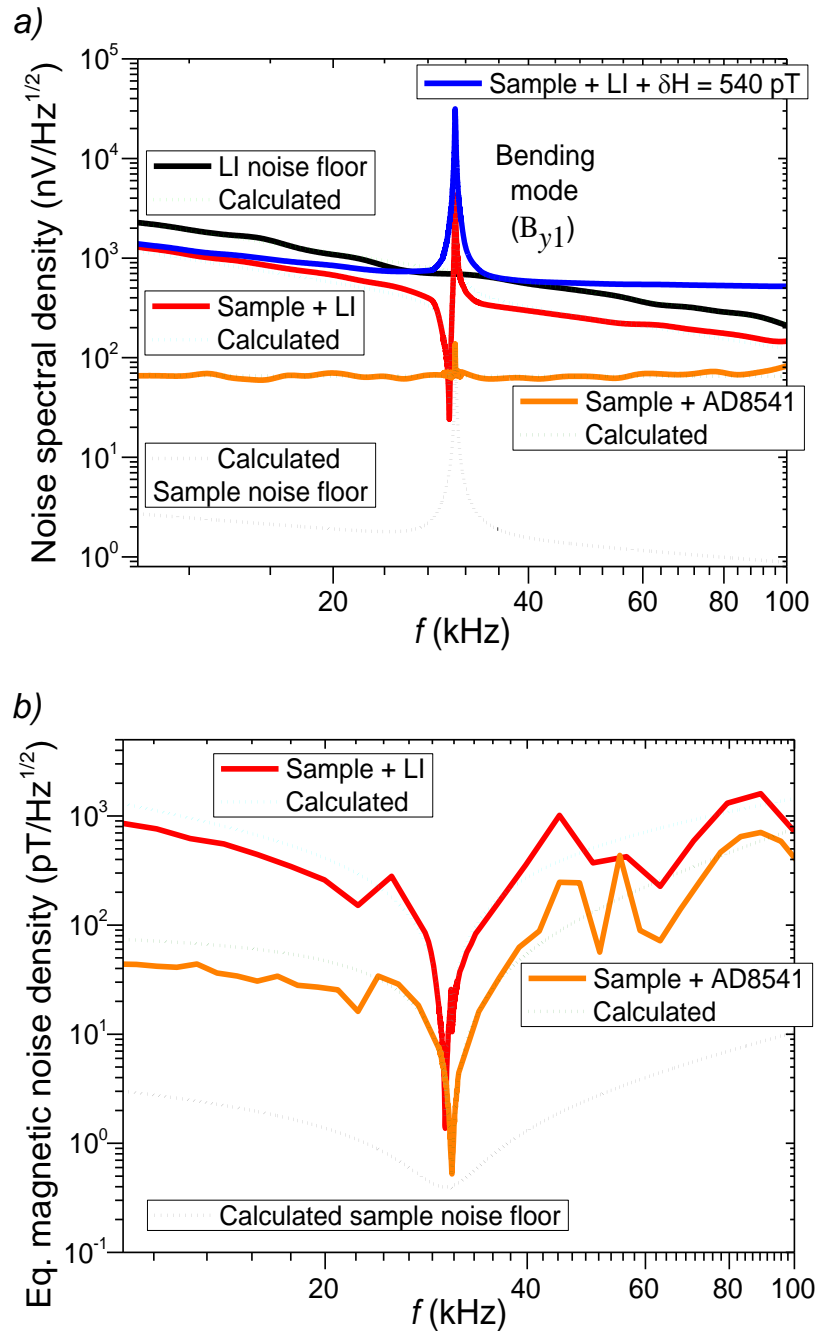 a)
Noise spectral density (nV/Hz^1/2)
10^5
10^4
10^3
10^2
10^1
10^0
Sample + LI + δH = 540 pT
LI noise floor
Calculated
Bending
mode
(B_y1)
Sample + LI
Calculated
Sample + AD8541
Calculated
Calculated
Sample noise floor
20 40 60 80 100
f (kHz)
b)
Eq. magnetic noise density (pT/Hz^1/2)
10^3
10^2
10^1
10^0
10^-1
Sample + LI
Calculated
Sample + AD8541
Calculated
Calculated sample noise floor
20 40 60 80 100
f (kHz)